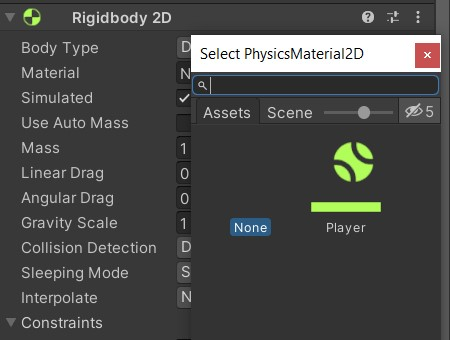 Rigidbody 2D
Body Type D
Select PhysicsMaterial2D
Material N
Simulated
Assets Scene 5
Use Auto Mass
Mass 1
Linear Drag 0
Angular Drag 0
Gravity Scale 1
None Player
Collision Detection D
Sleeping Mode S
Interpolate N
Constraints